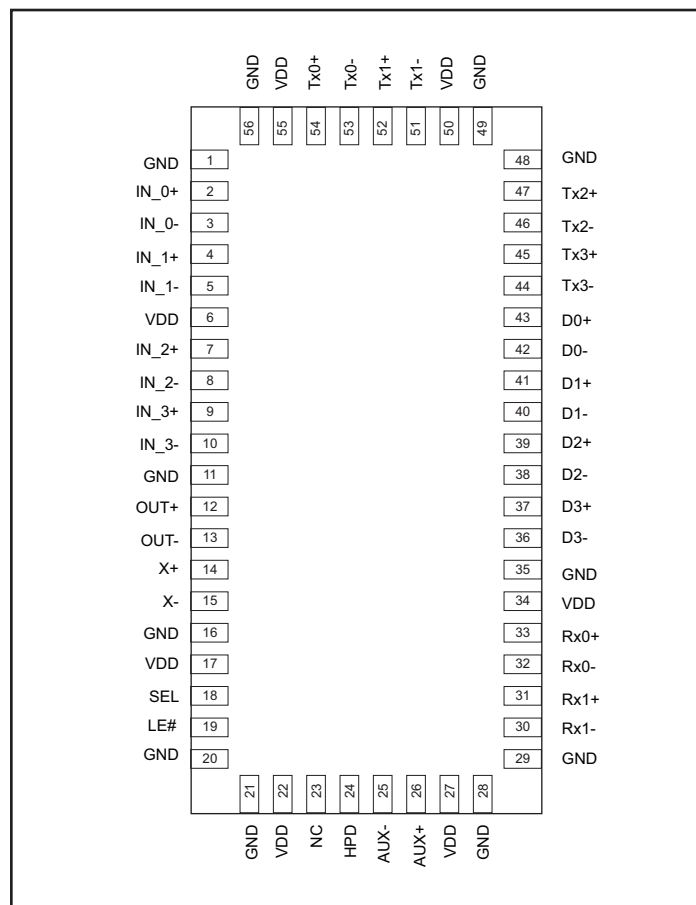 GND VDD Tx0+ Tx0- Tx1+ Tx1- VDD GND
56 55 54 53 52 51 50 49
GND 1 48 GND
IN_0+ 2 47 Tx2+
IN_0- 3 46 Tx2-
IN_1+ 4 45 Tx3+
IN_1- 5 44 Tx3-
VDD 6 43 D0+
IN_2+ 7 42 D0-
IN_2- 8 41 D1+
IN_3+ 9 40 D1-
IN_3- 10 39 D2+
GND 11 38 D2-
OUT+ 12 37 D3+
OUT- 13 36 D3-
X+ 14 35 GND
X- 15 34 VDD
GND 16 33 Rx0+
VDD 17 32 Rx0-
SEL 18 31 Rx1+
LE# 19 30 Rx1-
GND 20 29 GND
21 22 23 24 25 26 27 28
GND VDD NC HPD AUX- AUX+ VDD GND